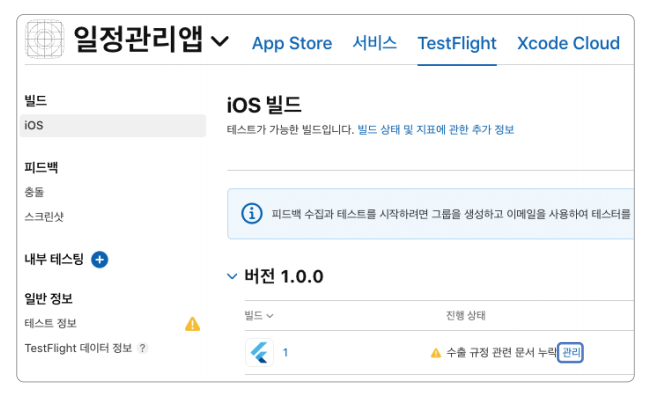 일정관리앱 App Store 서비스 TestFlight Xcode Cloud
빌드
iOS
피드백
충돌
스크린샷
내부 테스팅
일반 정보
테스트 정보
TestFlight 데이터 정보 ?
iOS 빌드
테스트가 가능한 빌드입니다. 빌드 상태 및 지표에 관한 추가 정보
피드백 수집과 테스트를 시작하려면 그룹을 생성하고 이메일을 사용하여 테스터를
버전 1.0.0
빌드 진행 상태
1 수출 규정 관련 문서 누락 관리